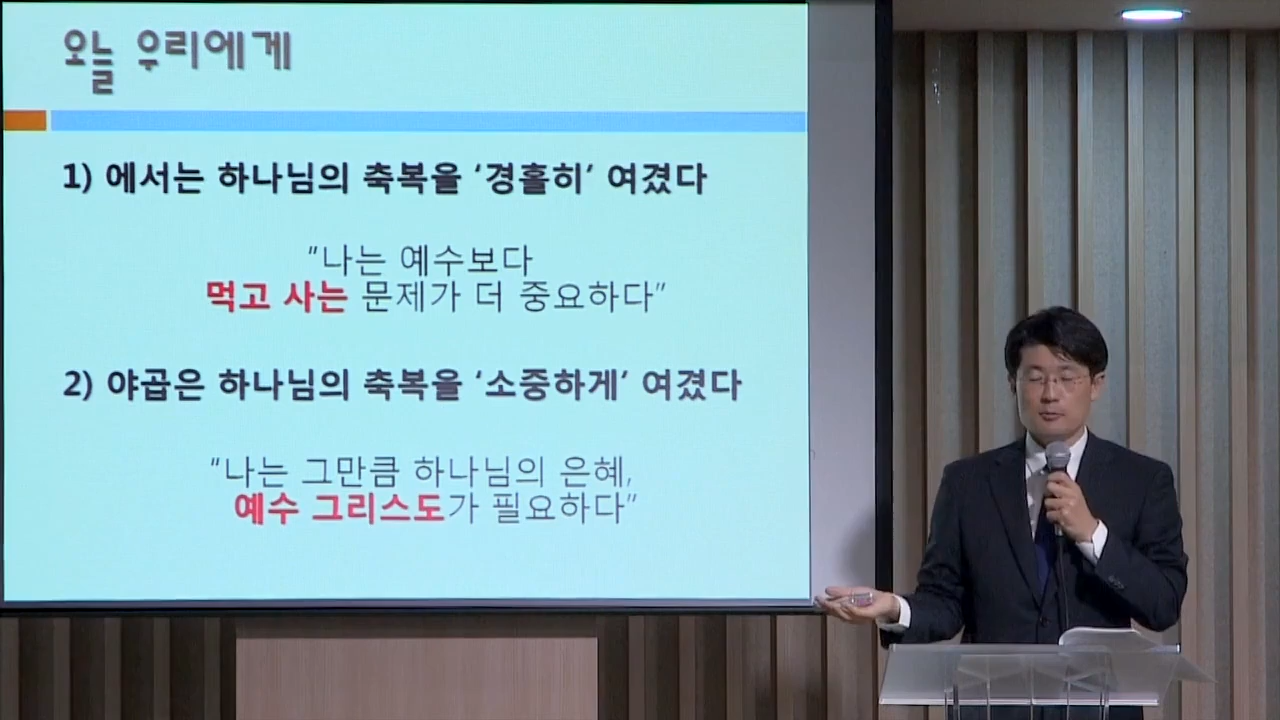 오늘 우리에게
1) 에서는 하나님의 축복을 ‘경홀히’ 여겼다
“나는 예수보다
먹고 사는 문제가 더 중요하다”
2) 야곱은 하나님의 축복을 ‘소중하게‘ 여겼다
“나는 그만큼 하나님의 은혜,
예수 그리스도가 필요하다”